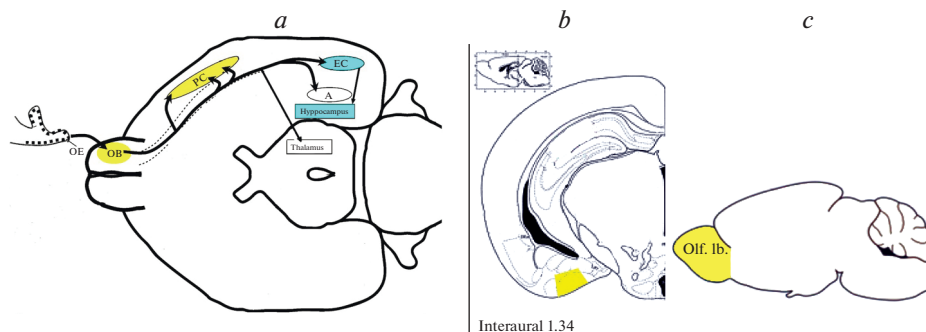 a
b
c
PC
EC
A
Hyppocampus
OE
OB
Thalamus
Olf. lb.
Interaural 1.34